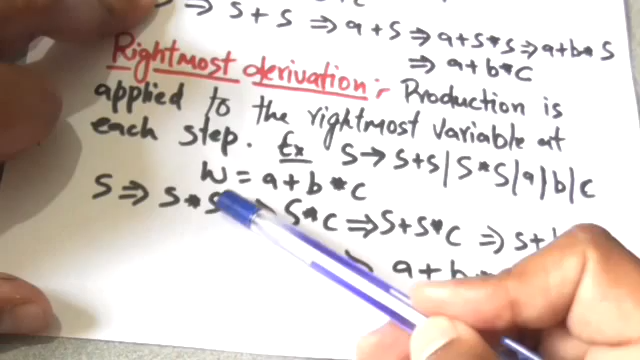 S ⇒ S + S ⇒ a + S ⇒ a + S * S ⇒ a + b * S
⇒ a + b * c
Rightmost derivation :- Production is
applied to the rightmost variable at
each step. Ex S → S+S | S*S | a | b | c
W = a + b * c
S ⇒ S * S ⇒ S * c ⇒ S + S * c ⇒ S + b
a + b